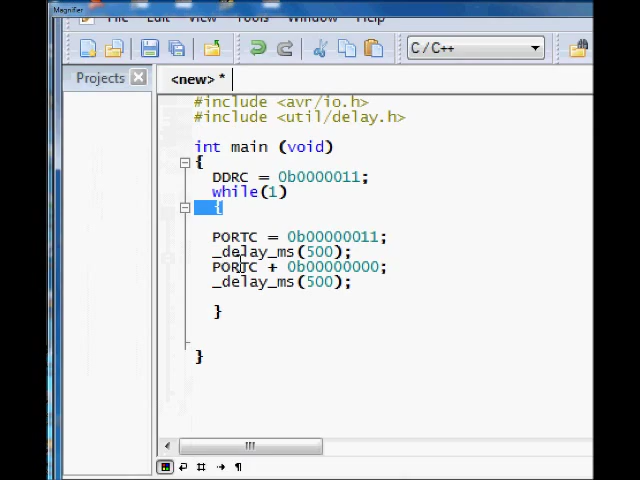 Magnifier
File Edit View Tools Window Help
C / C++
Projects
<new> *
#include <avr/io.h>
#include <util/delay.h>
int main (void)
{
DDRC = 0b0000011;
while(1)
{
PORTC = 0b00000011;
_delay_ms(500);
PORTC + 0b00000000;
_delay_ms(500);
}
}